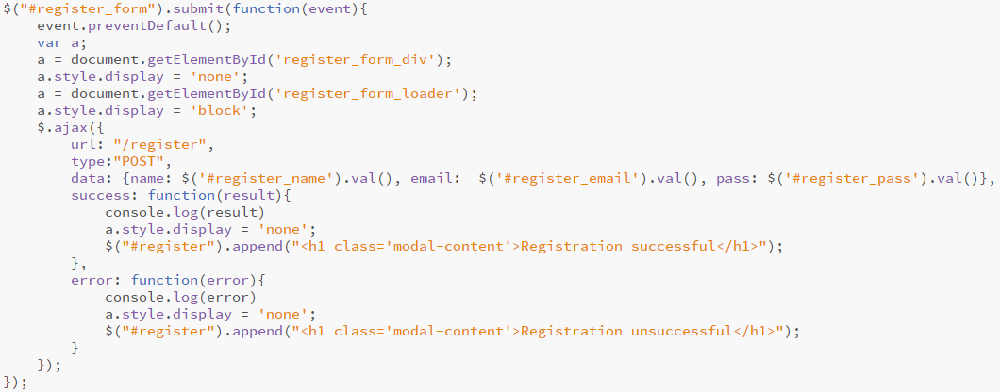 $("#register_form").submit(function(event){
    event.preventDefault();
    var a;
    a = document.getElementById('register_form_div');
    a.style.display = 'none';
    a = document.getElementById('register_form_loader');
    a.style.display = 'block';
    $.ajax({
        url: "/register",
        type:"POST",
        data: {name: $('#register_name').val(), email:  $('#register_email').val(), pass: $('#register_pass').val()},
        success: function(result){
            console.log(result)
            a.style.display = 'none';
            $("#register").append("<h1 class='modal-content'>Registration successful</h1>");
        },
        error: function(error){
            console.log(error)
            a.style.display = 'none';
            $("#register").append("<h1 class='modal-content'>Registration unsuccessful</h1>");
        }
    });
});